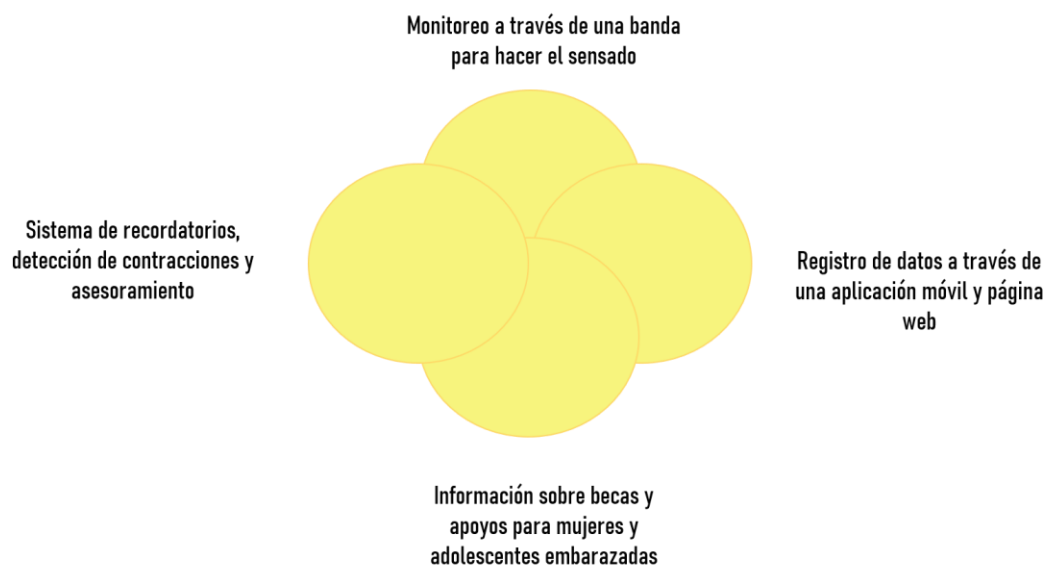 Monitoreo a través de una banda
para hacer el sensado
Sistema de recordatorios,
detección de contracciones y
asesoramiento
Registro de datos a través de
una aplicación móvil y página
web
Información sobre becas y
apoyos para mujeres y
adolescentes embarazadas